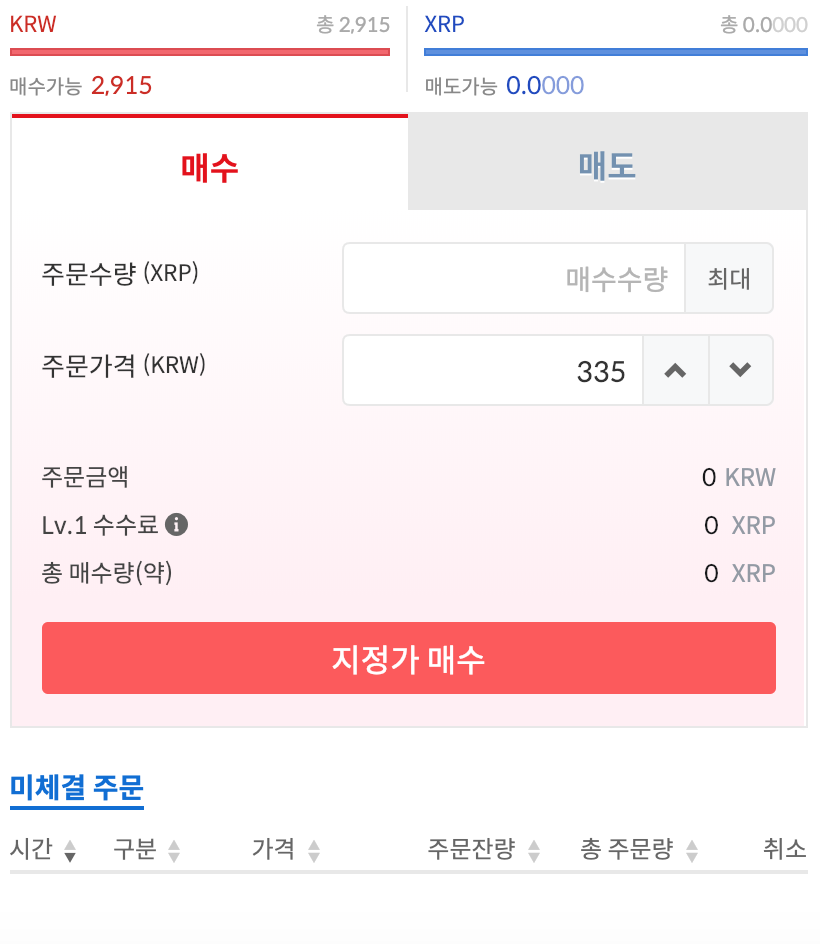 KRW 총 2,915 XRP 총 0.0000
매수가능 2,915 매도가능 0.0000
매수 매도
주문수량 (XRP) 매수수량 최대
주문가격 (KRW) 335
주문금액 0 KRW
Lv.1 수수료 0 XRP
총 매수량(약) 0 XRP
지정가 매수
미체결 주문
시간 구분 가격 주문잔량 총 주문량 취소